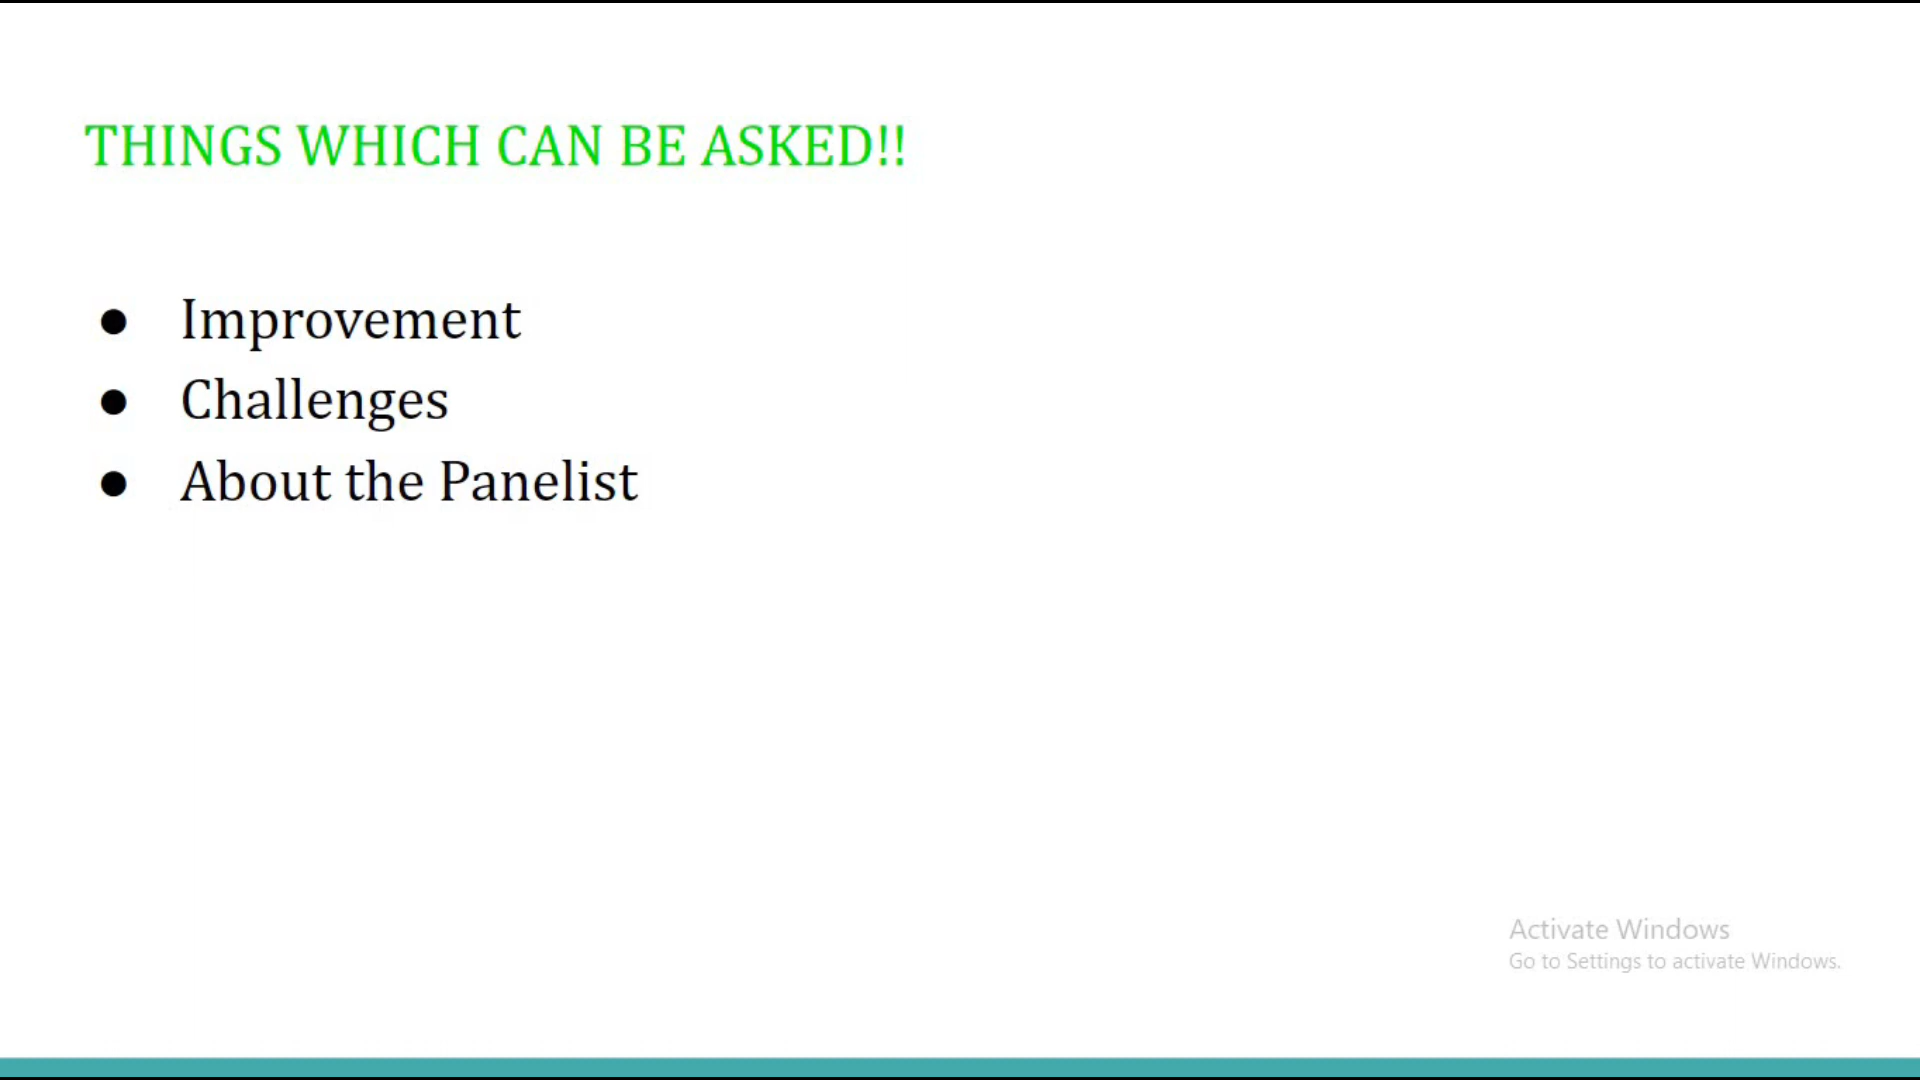 THINGS WHICH CAN BE ASKED!!
● Improvement
● Challenges
● About the Panelist
Activate Windows
Go to Settings to activate Windows.